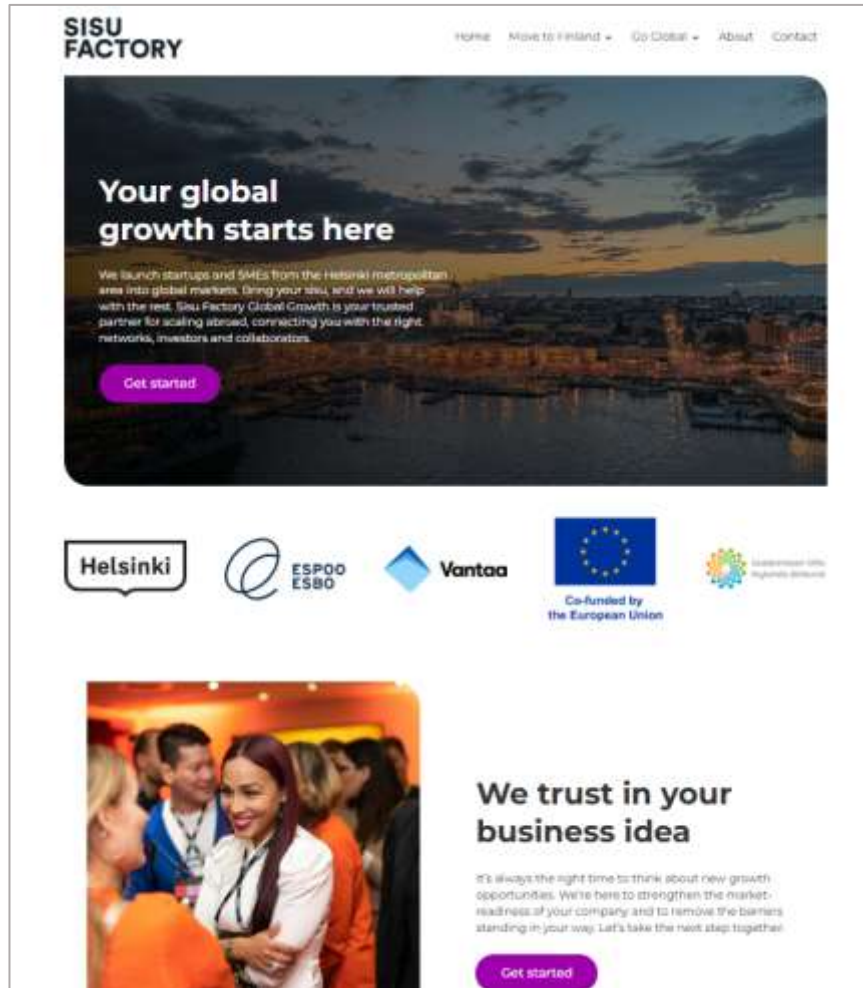 SISU
FACTORY
Home Move to Finland Go Global About Contact
Your global
growth starts here
We launch startups and SMEs from the Helsinki metropolitan
area into global markets. Bring your sisu, and we will help
with the rest. Sisu Factory Global Growth is your trusted
partner for scaling abroad, connecting you with the right
networks, investors and collaborators.
Get started
Helsinki
ESPOO
ESBO
Vantaa
Co-funded by
the European Union
We trust in your
business idea
It's always the right time to think about new growth
opportunities. We're here to strengthen the market-
readiness of your company and to remove the barriers
standing in your way. Let's take the next step together.
Get started